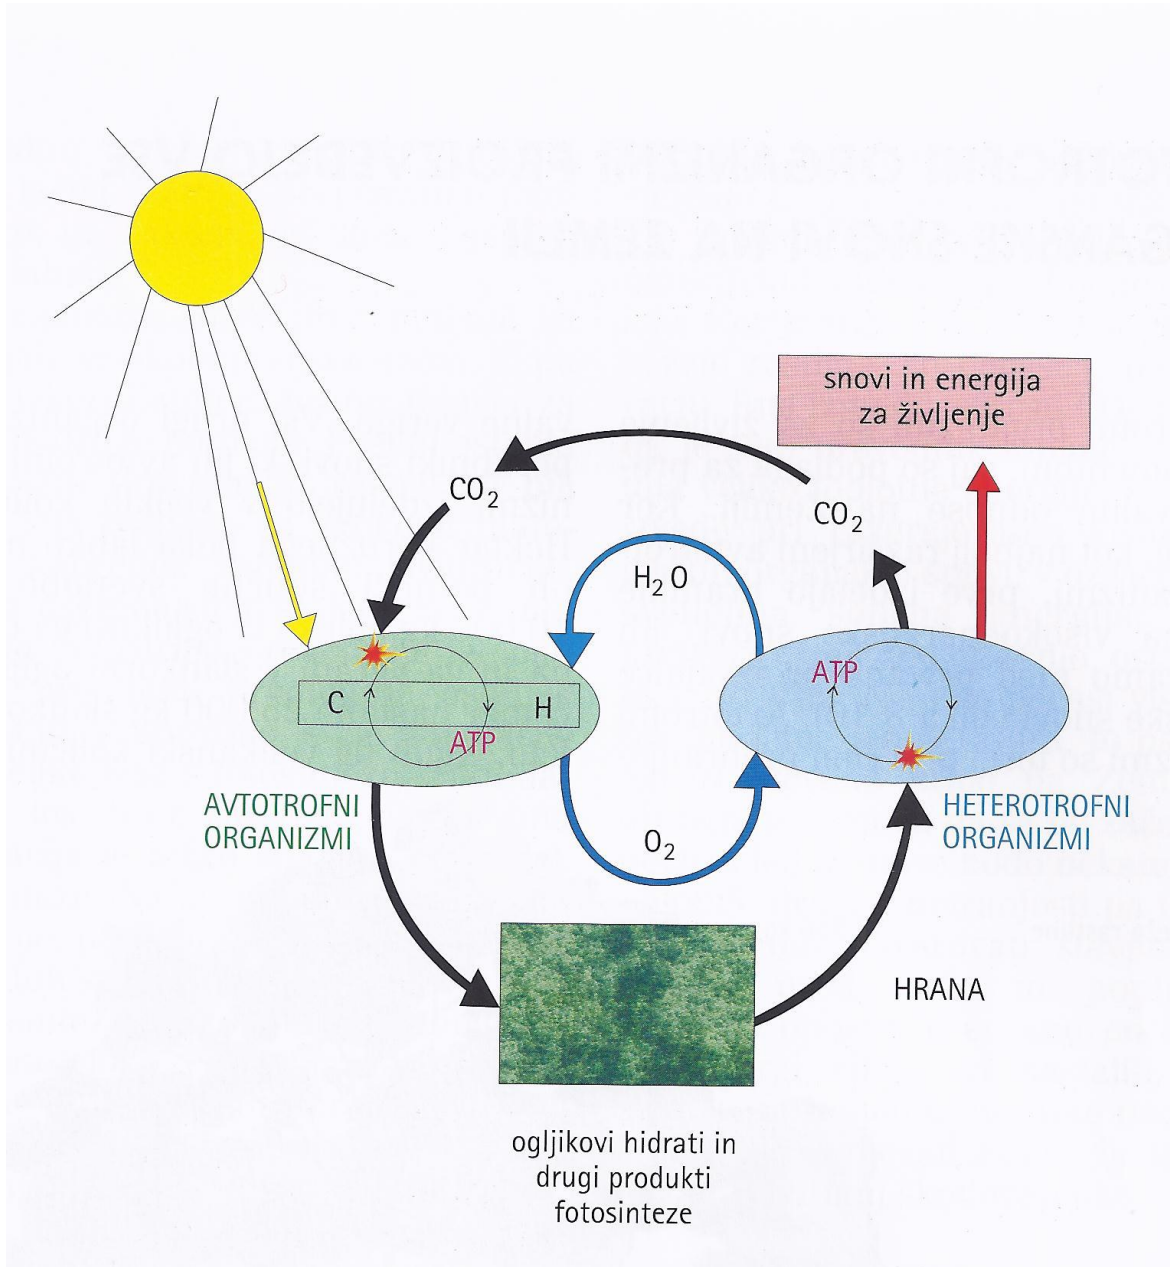 snovi in energija
za življenje
CO₂
CO₂
H₂O
ATP
C
H
ATP
AVTOTROFNI
ORGANIZMI
HETEROTROFNI
ORGANIZMI
O₂
HRANA
ogljikovi hidrati in
drugi produkti
fotosinteze